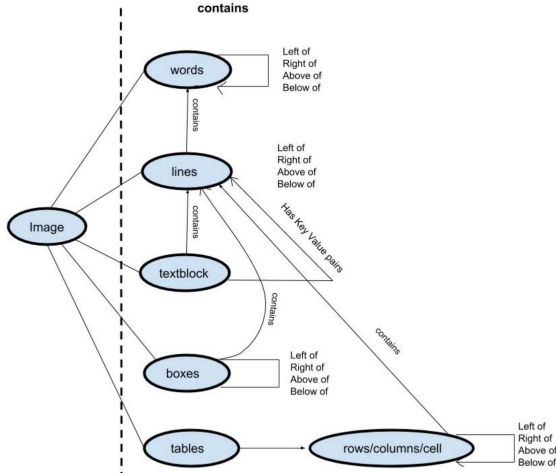 contains
words
Left of
Right of
Above of
Below of
contains
lines
Left of
Right of
Above of
Below of
Image
contains
Has Key Value pairs
textblock
contains
contains
boxes
Left of
Right of
Above of
Below of
tables
rows/columns/cell
Left of
Right of
Above of
Below of